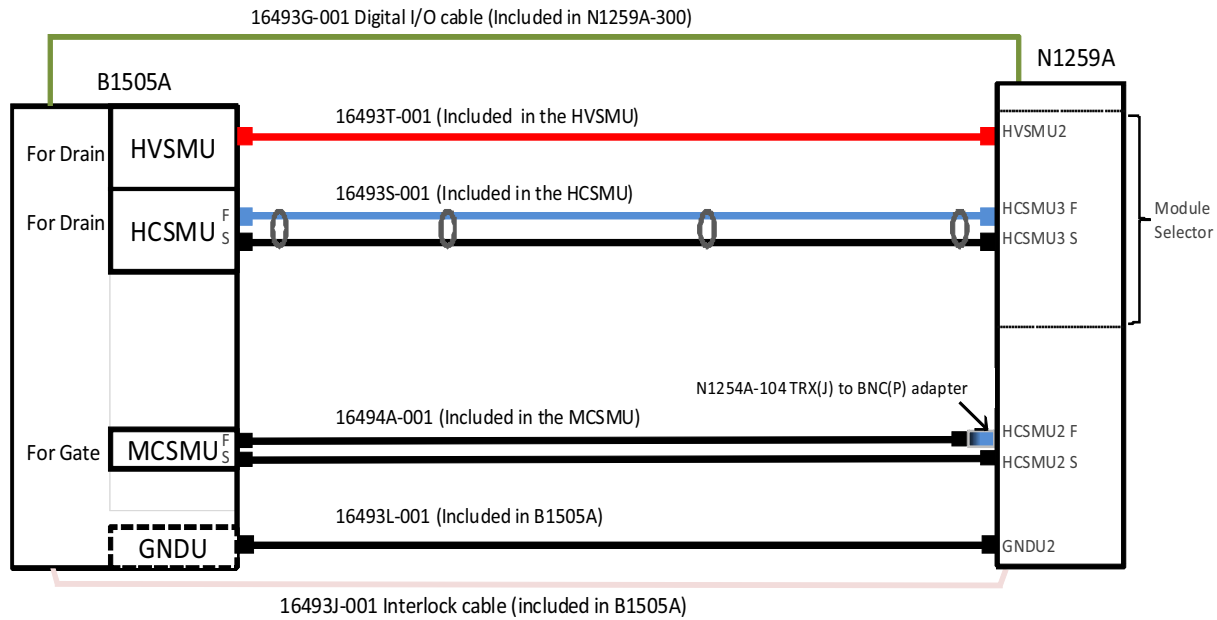 16493G-001 Digital I/O cable (Included in N1259A-300)
N1259A
B1505A
16493T-001 (Included in the HVSMU)
For Drain
HVSMU
HVSMU2
16493S-001 (Included in the HCSMU)
For Drain
HCSMU
F
S
HCSMU3 F
HCSMU3 S
Module
Selector
N1254A-104 TRX(J) to BNC(P) adapter
16494A-001 (Included in the MCSMU)
For Gate
MCSMU
F
S
HCSMU2 F
HCSMU2 S
16493L-001 (Included in B1505A)
GNDU
GNDU2
16493J-001 Interlock cable (included in B1505A)